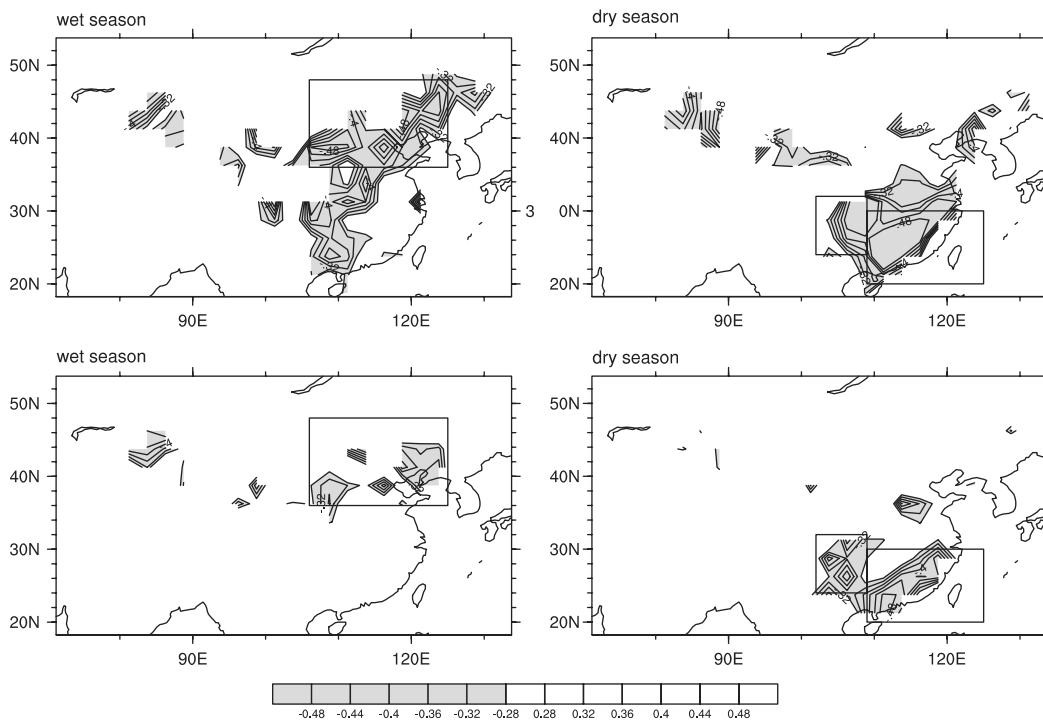 wet season
dry season
50N
50N
40N
40N
30N
3
0N
20N
20N
90E
120E
90E
120E
wet season
dry season
50N
50N
40N
40N
30N
30N
20N
20N
90E
120E
90E
120E
-0.48 -0.44 -0.4 -0.36 -0.32 -0.28 0.28 0.32 0.36 0.4 0.44 0.48